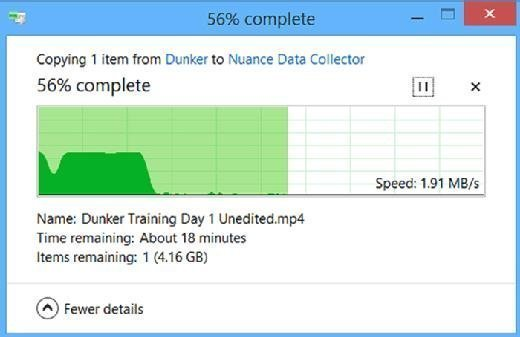 56% complete
Copying 1 item from Dunker to Nuance Data Collector
56% complete
Speed: 1.91 MB/s
Name: Dunker Training Day 1 Unedited.mp4
Time remaining: About 18 minutes
Items remaining: 1 (4.16 GB)
Fewer details